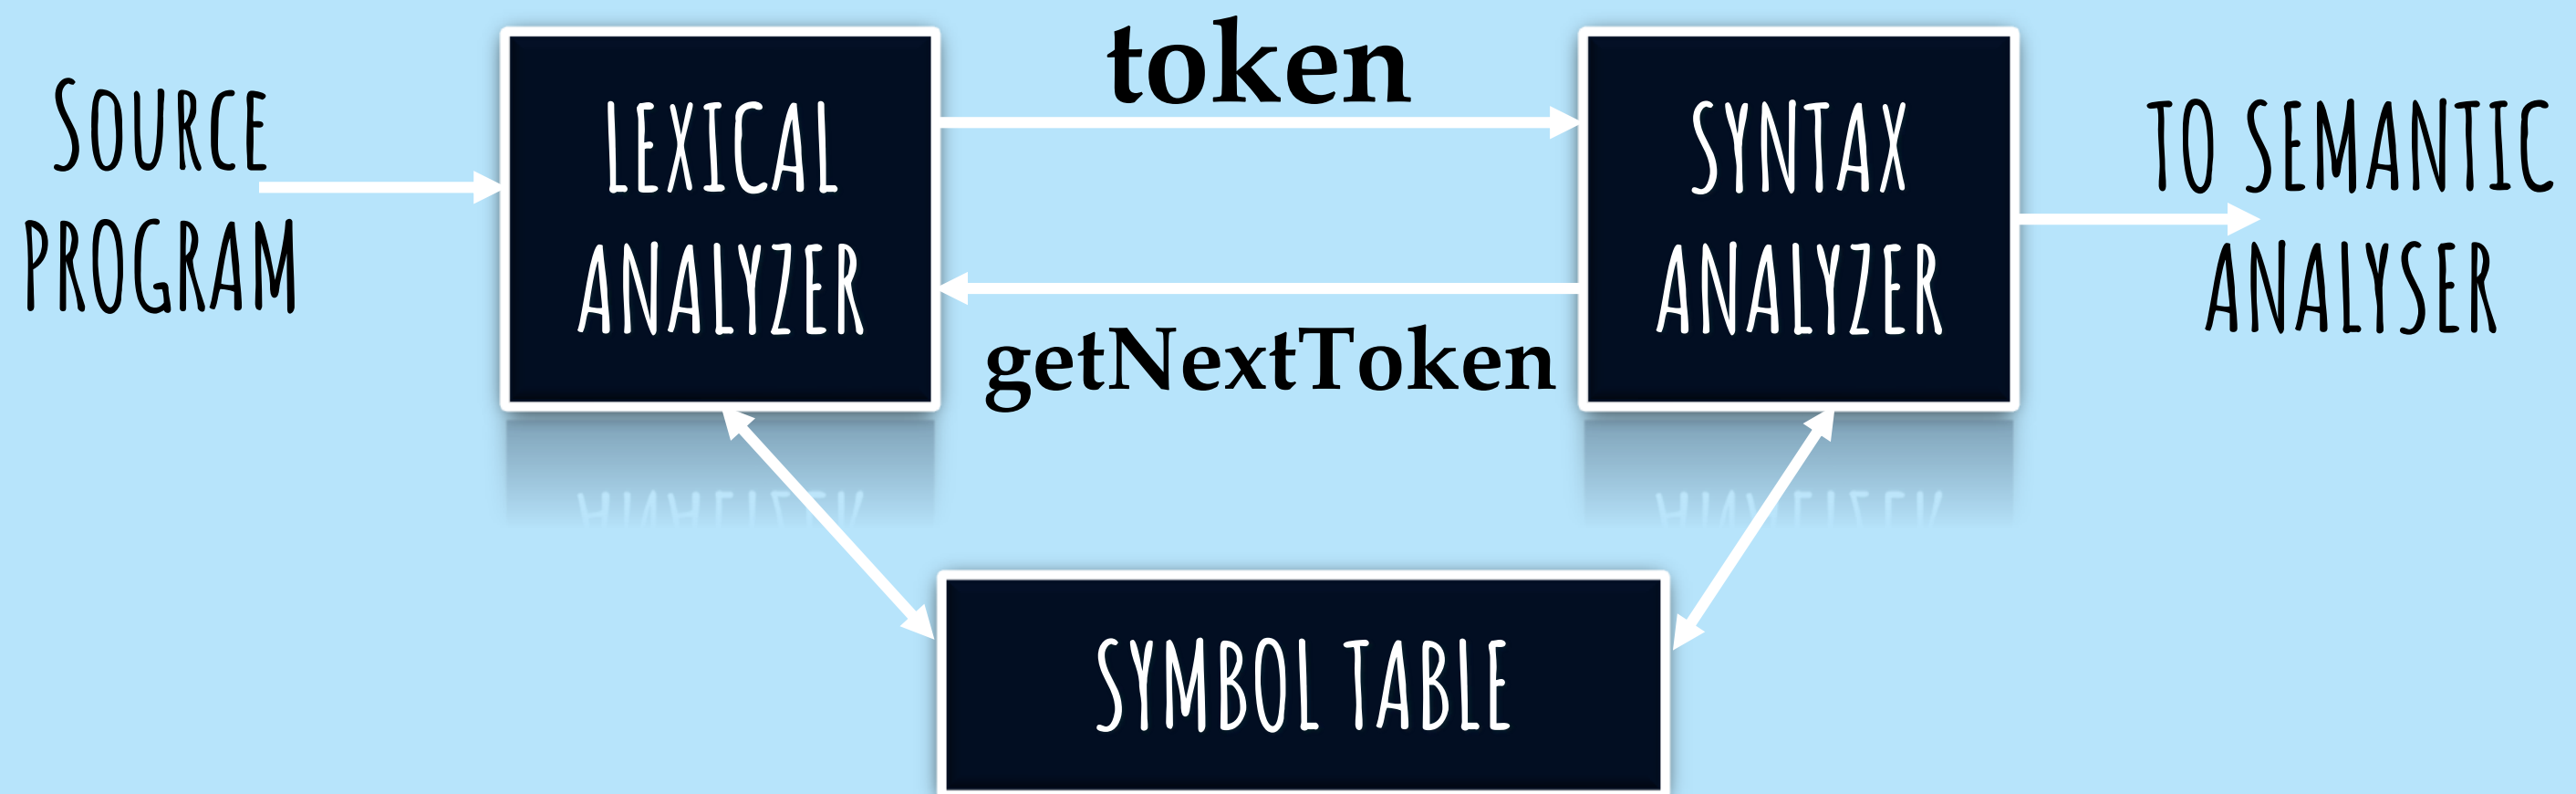 Source
program
LEXICAL
ANALYZER
token
getNextToken
SYNTAX
ANALYZER
TO SEMANTIC
ANALYSER
SYMBOL TABLE